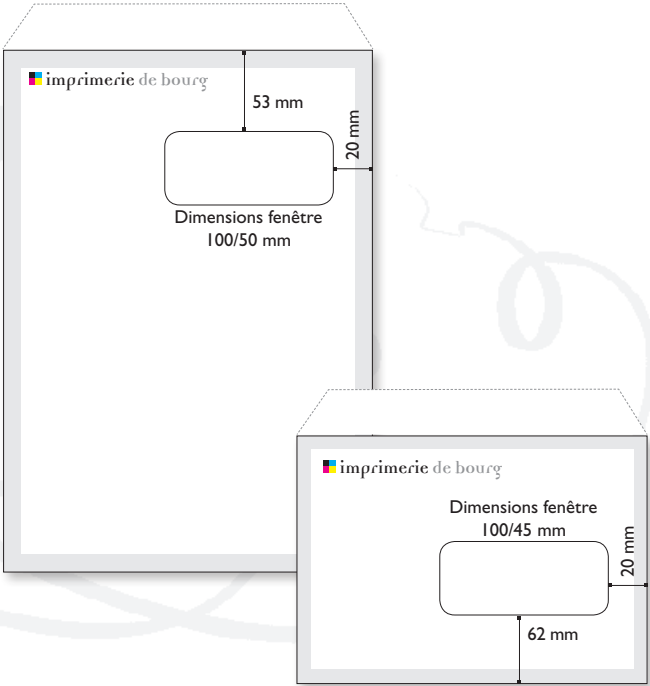 imprimerie de bourg
53 mm
20 mm
Dimensions fenêtre
100/50 mm
imprimerie de bourg
Dimensions fenêtre
100/45 mm
20 mm
62 mm